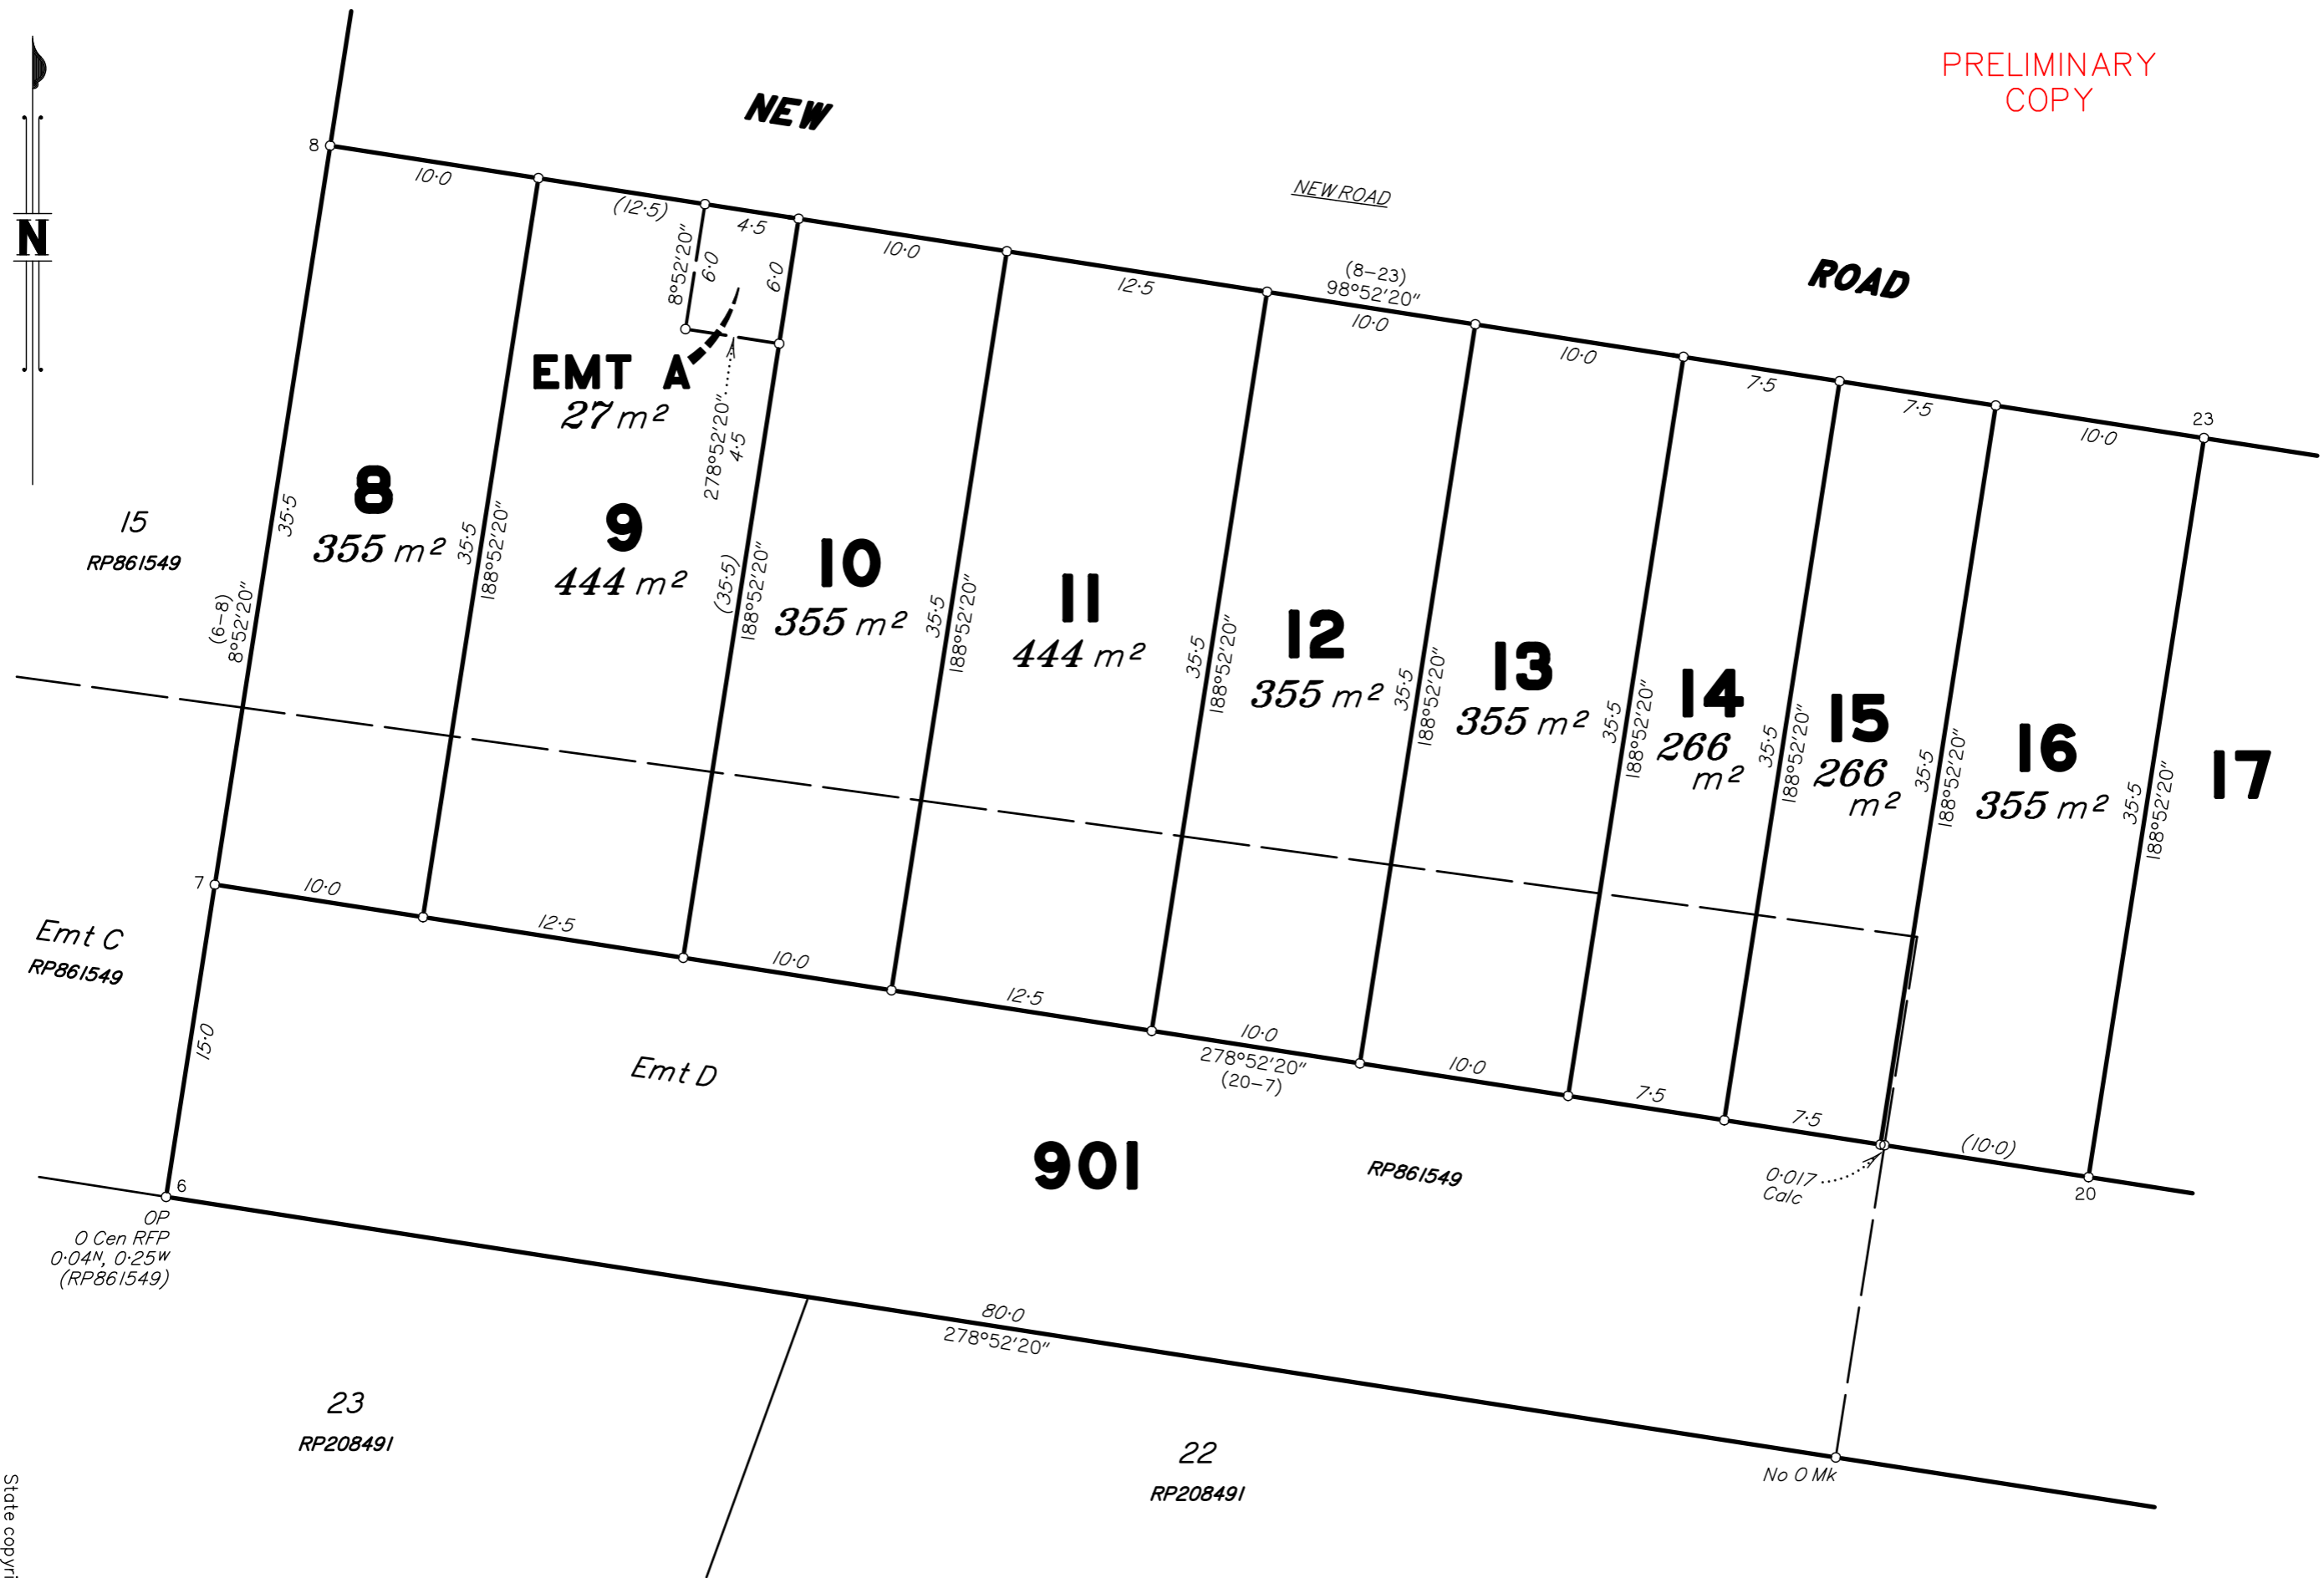 PRELIMINARY
COPY
NEW
NEW ROAD
ROAD
N
8
10·0
(12·5)
4·5
10·0
12·5
(8–23)
98°52'20"
10·0
10·0
7·5
7·5
10·0
23
8°52'20"
6·0
6·0
EMT A
27 m²
278°52'20"
4·5
15
RP861549
35·5
(6–8)
8°52'20"
8
355 m²
35·5
188°52'20"
9
444 m²
(35·5)
188°52'20"
10
355 m²
35·5
188°52'20"
11
444 m²
35·5
188°52'20"
12
355 m²
35·5
188°52'20"
13
355 m²
35·5
188°52'20"
14
266
m²
35·5
188°52'20"
15
266
m²
35·5
188°52'20"
16
355 m²
35·5
188°52'20"
17
7
10·0
12·5
10·0
12·5
10·0
278°52'20"
(20–7)
10·0
7·5
7·5
(10·0)
20
0·017
Calc
Emt C
RP861549
15·0
Emt D
901
RP861549
6
OP
O Cen RFP
0·04N, 0·25W
(RP861549)
80·0
278°52'20"
No O Mk
23
RP208491
22
RP208491
State copyri